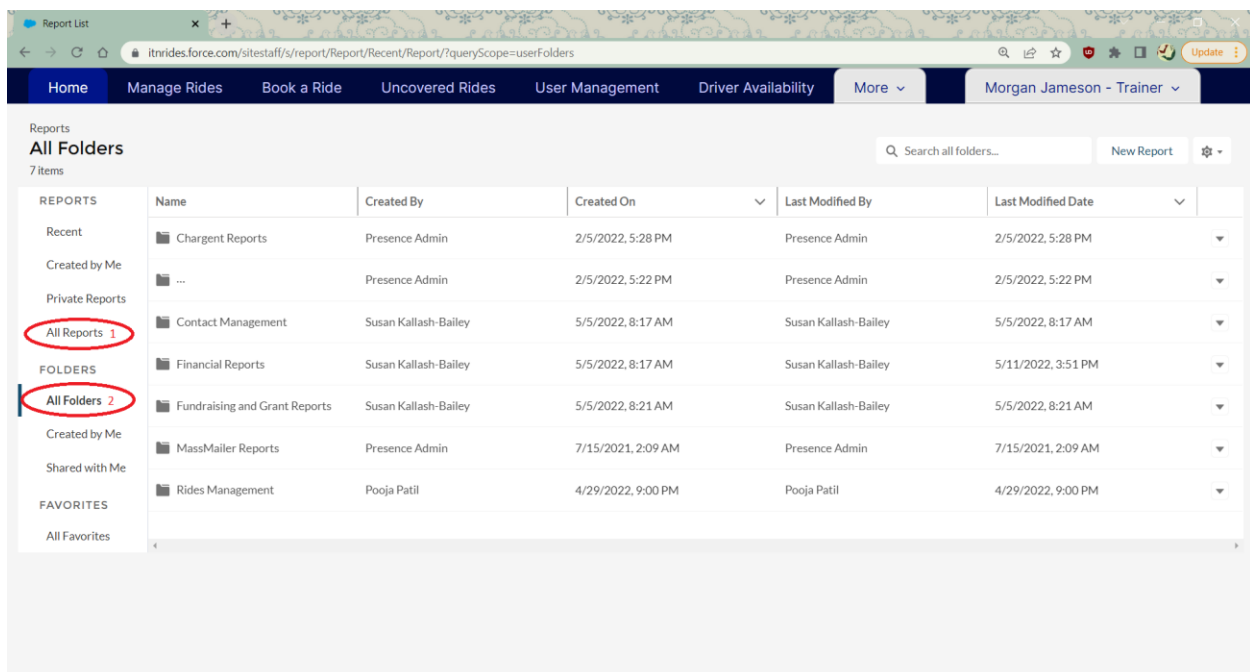 Report List
itnrides.force.com/sitestaff/s/report/Report/Recent/Report/?queryScope=userFolders
Update
Home Manage Rides Book a Ride Uncovered Rides User Management Driver Availability More Morgan Jameson - Trainer
Reports
All Folders
7 items
Search all folders...
New Report
REPORTS
Recent
Created by Me
Private Reports
All Reports 1
FOLDERS
All Folders 2
Created by Me
Shared with Me
FAVORITES
All Favorites
Name Created By Created On Last Modified By Last Modified Date
Chargent Reports Presence Admin 2/5/2022, 5:28 PM Presence Admin 2/5/2022, 5:28 PM
... Presence Admin 2/5/2022, 5:22 PM Presence Admin 2/5/2022, 5:22 PM
Contact Management Susan Kallash-Bailey 5/5/2022, 8:17 AM Susan Kallash-Bailey 5/5/2022, 8:17 AM
Financial Reports Susan Kallash-Bailey 5/5/2022, 8:17 AM Susan Kallash-Bailey 5/11/2022, 3:51 PM
Fundraising and Grant Reports Susan Kallash-Bailey 5/5/2022, 8:21 AM Susan Kallash-Bailey 5/5/2022, 8:21 AM
MassMailer Reports Presence Admin 7/15/2021, 2:09 AM Presence Admin 7/15/2021, 2:09 AM
Rides Management Pooja Patil 4/29/2022, 9:00 PM Pooja Patil 4/29/2022, 9:00 PM